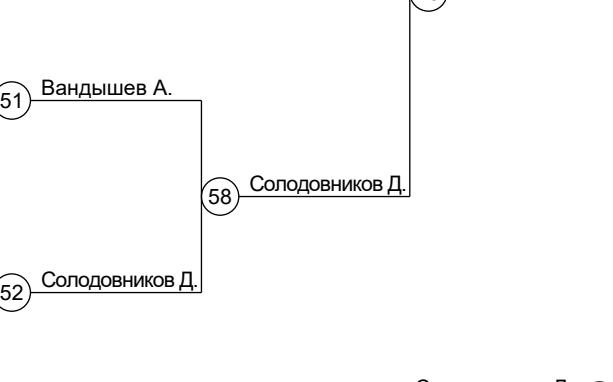 51 Вандышев А.
58 Солодовников Д.
52 Солодовников Д.